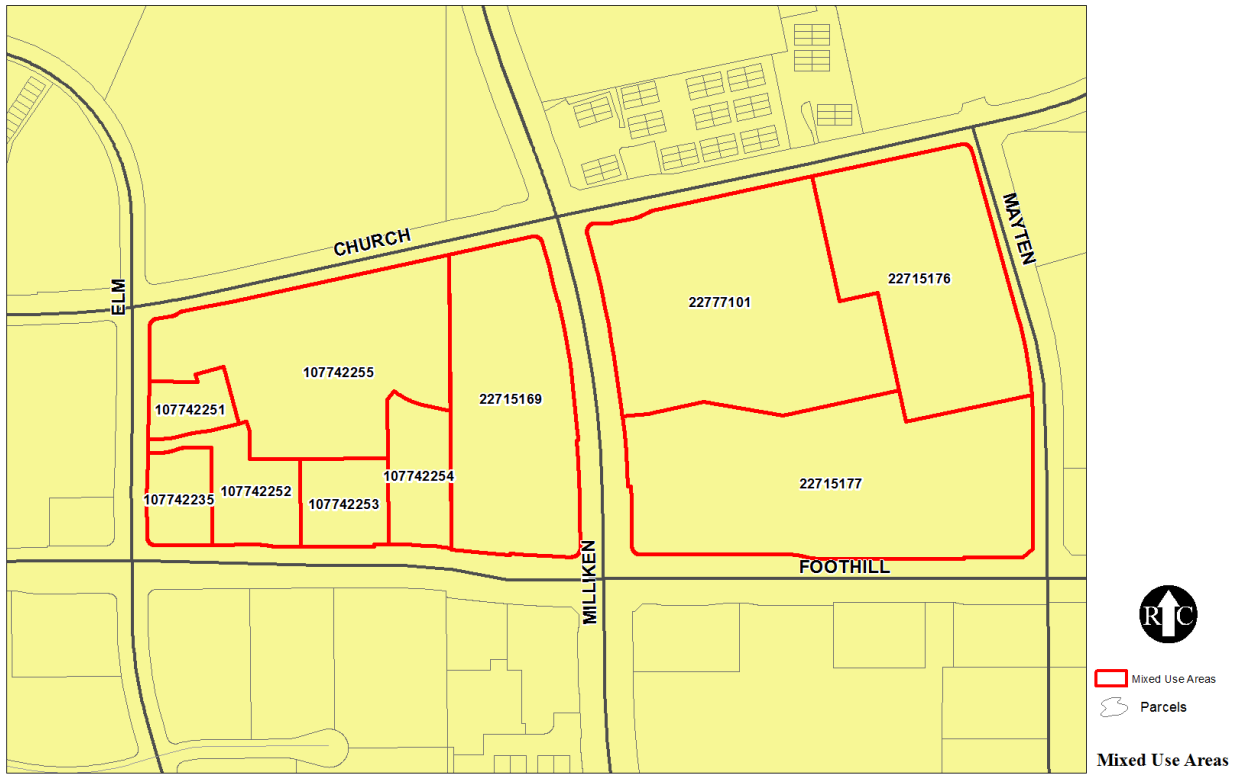 CHURCH
MAYTEN
ELM
22715176
22777101
107742255
22715169
107742251
107742254
22715177
107742252
107742235
107742253
FOOTHILL
MILLIKEN
R C
Mixed Use Areas
Parcels
Mixed Use Areas